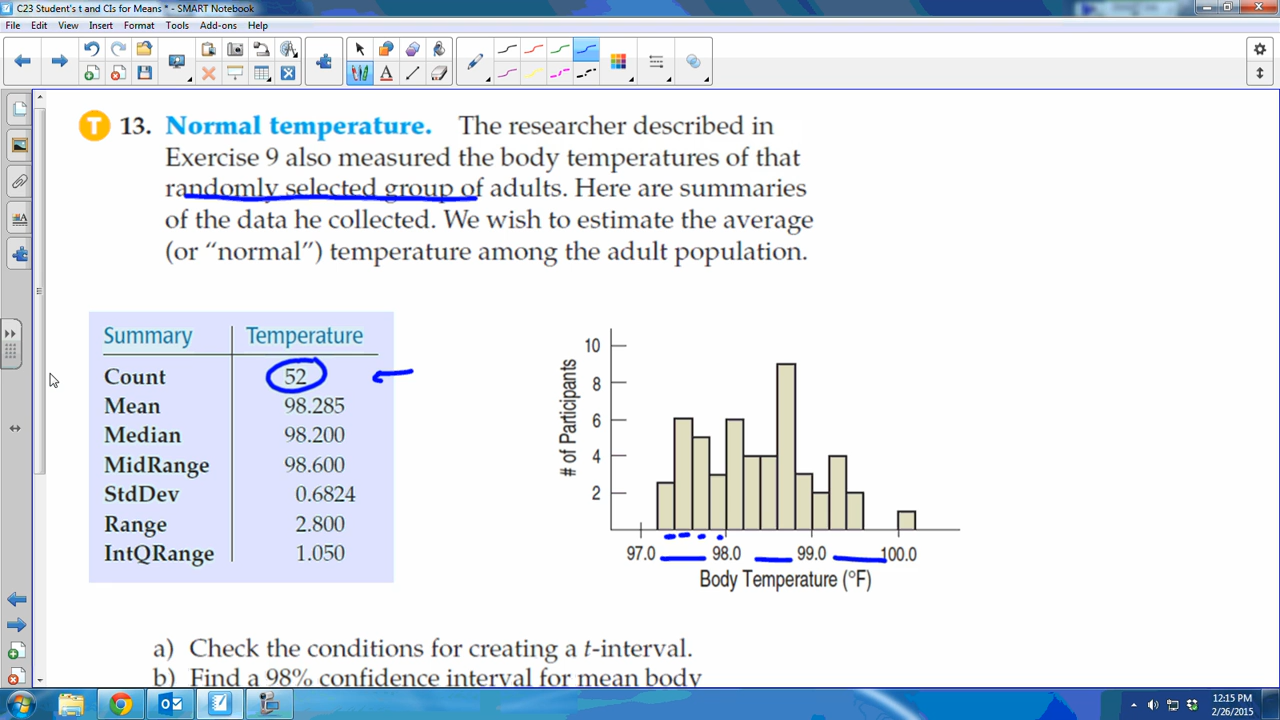 C23 Student's t and CIs for Means * - SMART Notebook
File Edit View Insert Format Tools Add-ons Help
T 13. Normal temperature. The researcher described in
Exercise 9 also measured the body temperatures of that
randomly selected group of adults. Here are summaries
of the data he collected. We wish to estimate the average
(or “normal”) temperature among the adult population.
Summary Temperature
Count 52
Mean 98.285
Median 98.200
MidRange 98.600
StdDev 0.6824
Range 2.800
IntQRange 1.050
# of Participants
10
8
6
4
2
97.0 98.0 99.0 100.0
Body Temperature (°F)
a) Check the conditions for creating a t-interval.
b) Find a 98% confidence interval for mean body
12:15 PM
2/26/2015